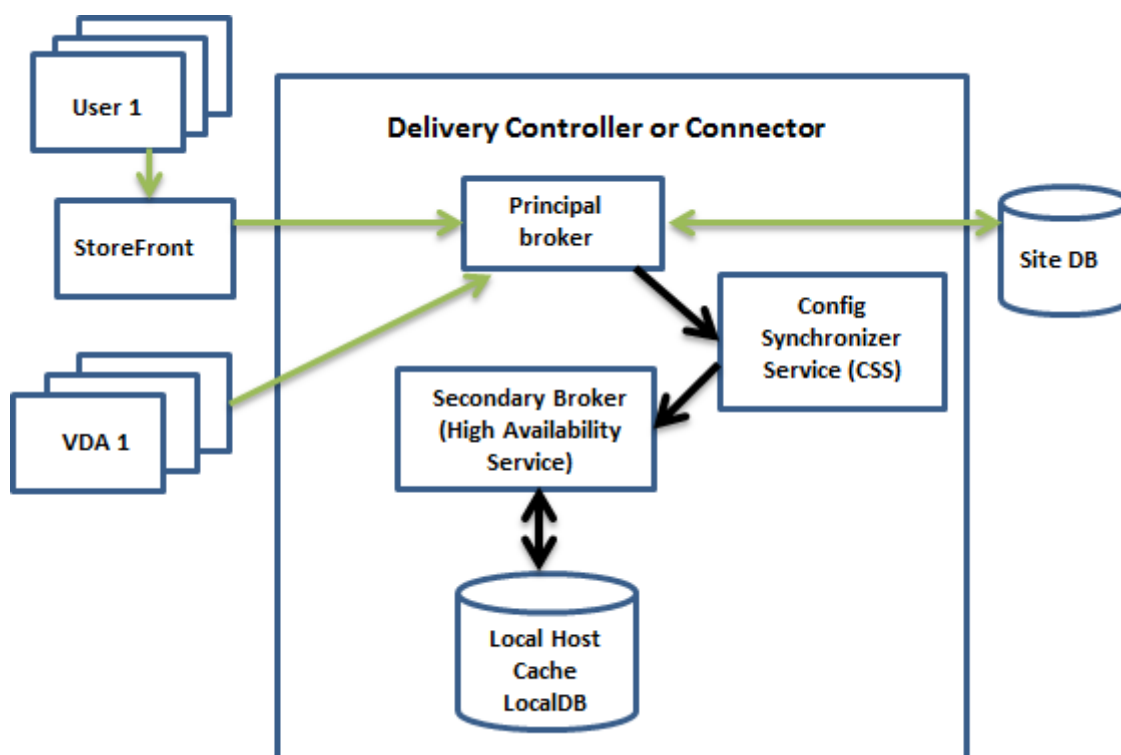 User 1
Delivery Controller or Connector
StoreFront
Principal
broker
Site DB
Config
Synchronizer
Service (CSS)
VDA 1
Secondary Broker
(High Availability
Service)
Local Host
Cache
LocalDB